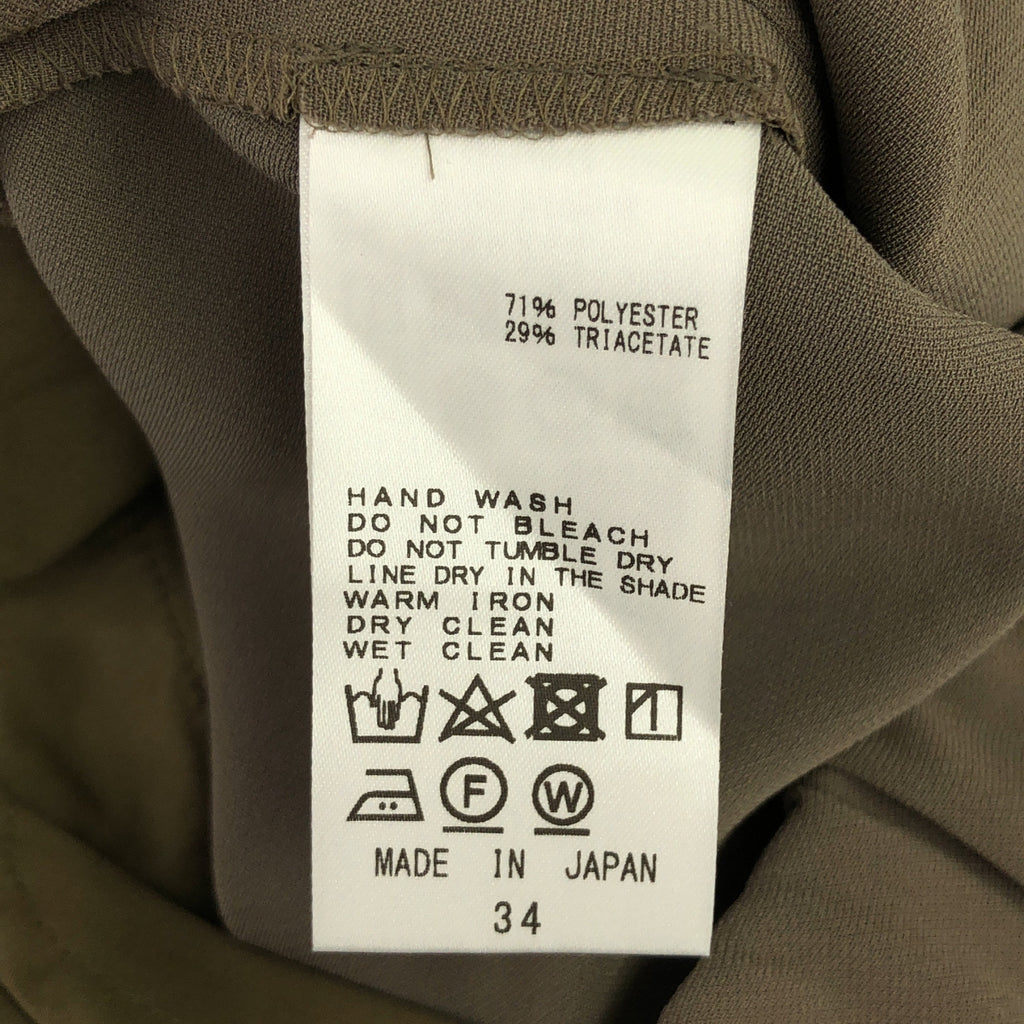 71% POLYESTER
29% TRIACETATE
HAND WASH
DO NOT BLEACH
DO NOT TUMBLE DRY
LINE DRY IN THE SHADE
WARM IRON
DRY CLEAN
WET CLEAN
F W
MADE IN JAPAN
34